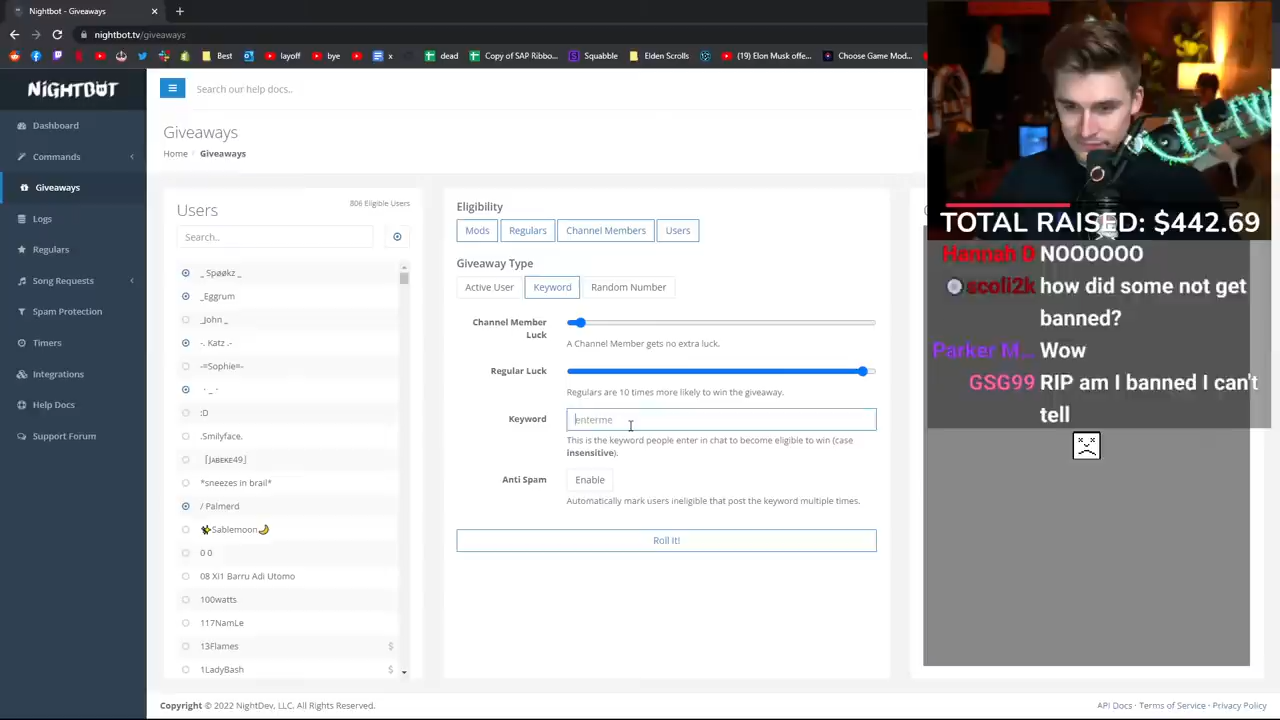 Nightbot - Giveaways
nightbot.tv/giveaways
Best
layoff
bye
x
dead
Copy of SAP Ribbo...
Squabble
Elden Scrolls
(19) Elon Musk offe...
Choose Game Mod...
NIGHTBOT
Search our help docs..
Dashboard
Commands
Giveaways
Logs
Regulars
Song Requests
Spam Protection
Timers
Integrations
Help Docs
Support Forum
Giveaways
Home / Giveaways
Users
806 Eligible Users
Search..
_ Spøøkz _
_Eggrum
_John _
-. Katz .-
-=Sophie=-
- _ -
:D
.Smilyface.
「Jᴀʙᴇᴋᴇ49」
*sneezes in brail*
/ Palmerd
✨Sablemoon🌙
0 0
08 Xi1 Barru Adi Utomo
100watts
117NamLe
13Flames $
1LadyBash $
Eligibility
Mods
Regulars
Channel Members
Users
Giveaway Type
Active User
Keyword
Random Number
Channel Member
Luck
A Channel Member gets no extra luck.
Regular Luck
Regulars are 10 times more likely to win the giveaway.
Keyword
enterme
This is the keyword people enter in chat to become eligible to win (case
insensitive).
Anti Spam
Enable
Automatically mark users ineligible that post the keyword multiple times.
Roll It!
TOTAL RAISED: $442.69
Hannah D NOOOOOO
scoli2k how did some not get
banned?
Parker M... Wow
GSG99 RIP am I banned I can't
tell
Copyright © 2022 NightDev, LLC. All Rights Reserved.
API Docs · Terms of Service · Privacy Policy